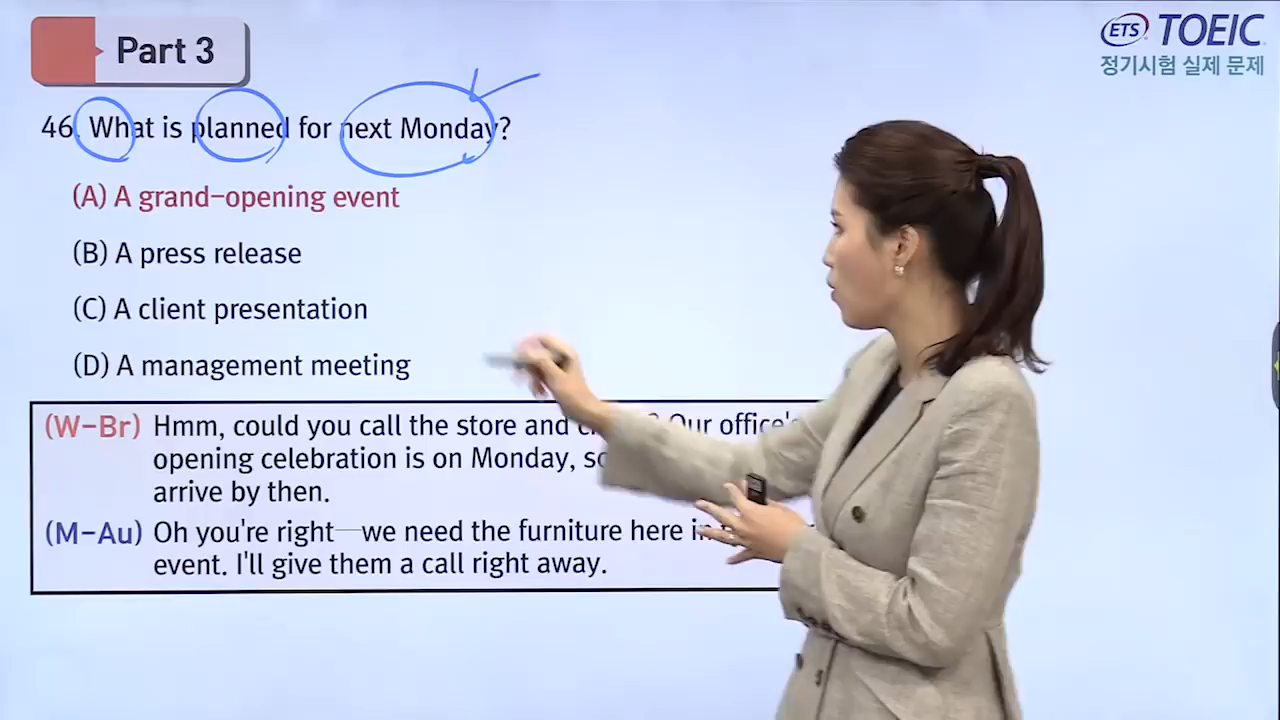 Part 3
ETS TOEIC
정기시험 실제 문제
46. What is planned for next Monday?
(A) A grand-opening event
(B) A press release
(C) A client presentation
(D) A management meeting
(W-Br) Hmm, could you call the store and Our office's
opening celebration is on Monday,
arrive by then.
(M-Au) Oh you're right—we need the furniture here
event. I'll give them a call right away.